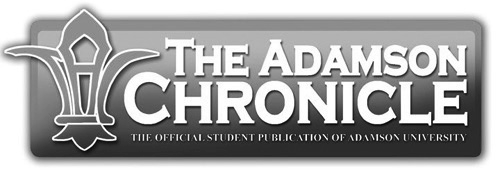 THE ADAMSON
CHRONICLE
THE OFFICIAL STUDENT PUBLICATION OF ADAMSON UNIVERSITY